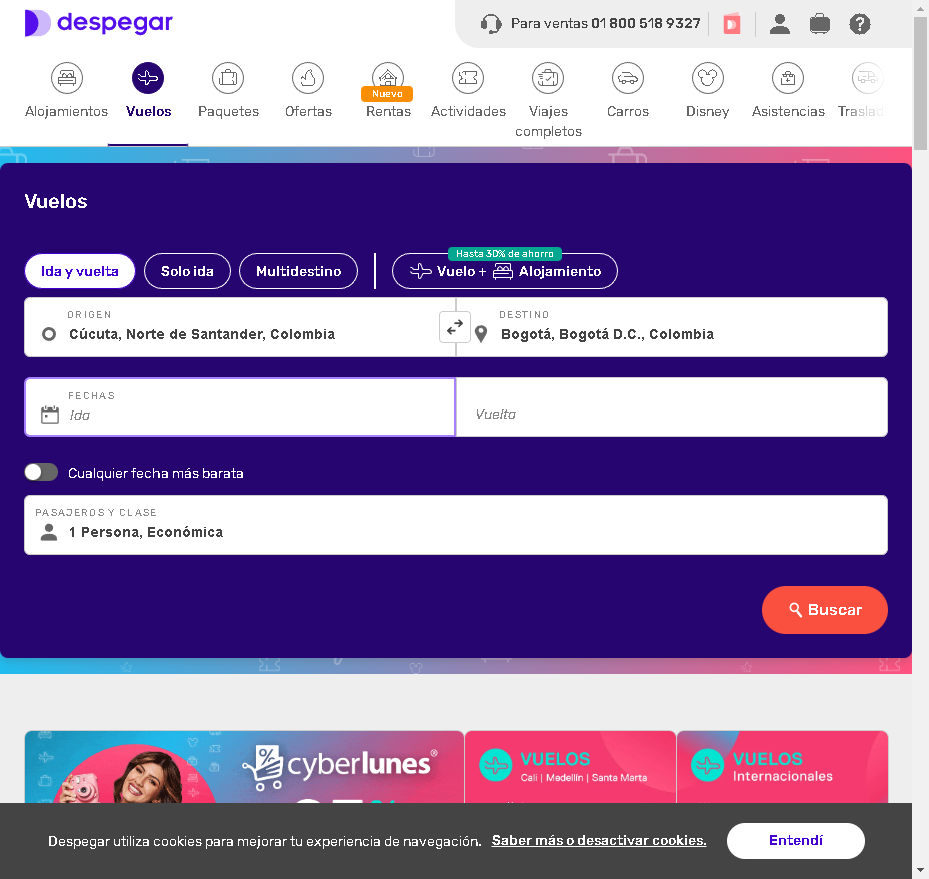 despegar
Para ventas 01 800 518 9327
Alojamientos
Vuelos
Paquetes
Ofertas
Nuevo
Rentas
Actividades
Viajes
completos
Carros
Disney
Asistencias
Traslad
Vuelos
Hasta 30% de ahorro
Ida y vuelta
Solo ida
Multidestino
Vuelo + Alojamiento
ORIGEN
Cúcuta, Norte de Santander, Colombia
DESTINO
Bogotá, Bogotá D.C., Colombia
FECHAS
Ida
Vuelta
Cualquier fecha más barata
PASAJEROS Y CLASE
1 Persona, Económica
Buscar
cyberlunes®
VUELOS
Cali | Medellín | Santa Marta
VUELOS
Internacionales
Despegar utiliza cookies para mejorar tu experiencia de navegación. Saber más o desactivar cookies.
Entendí